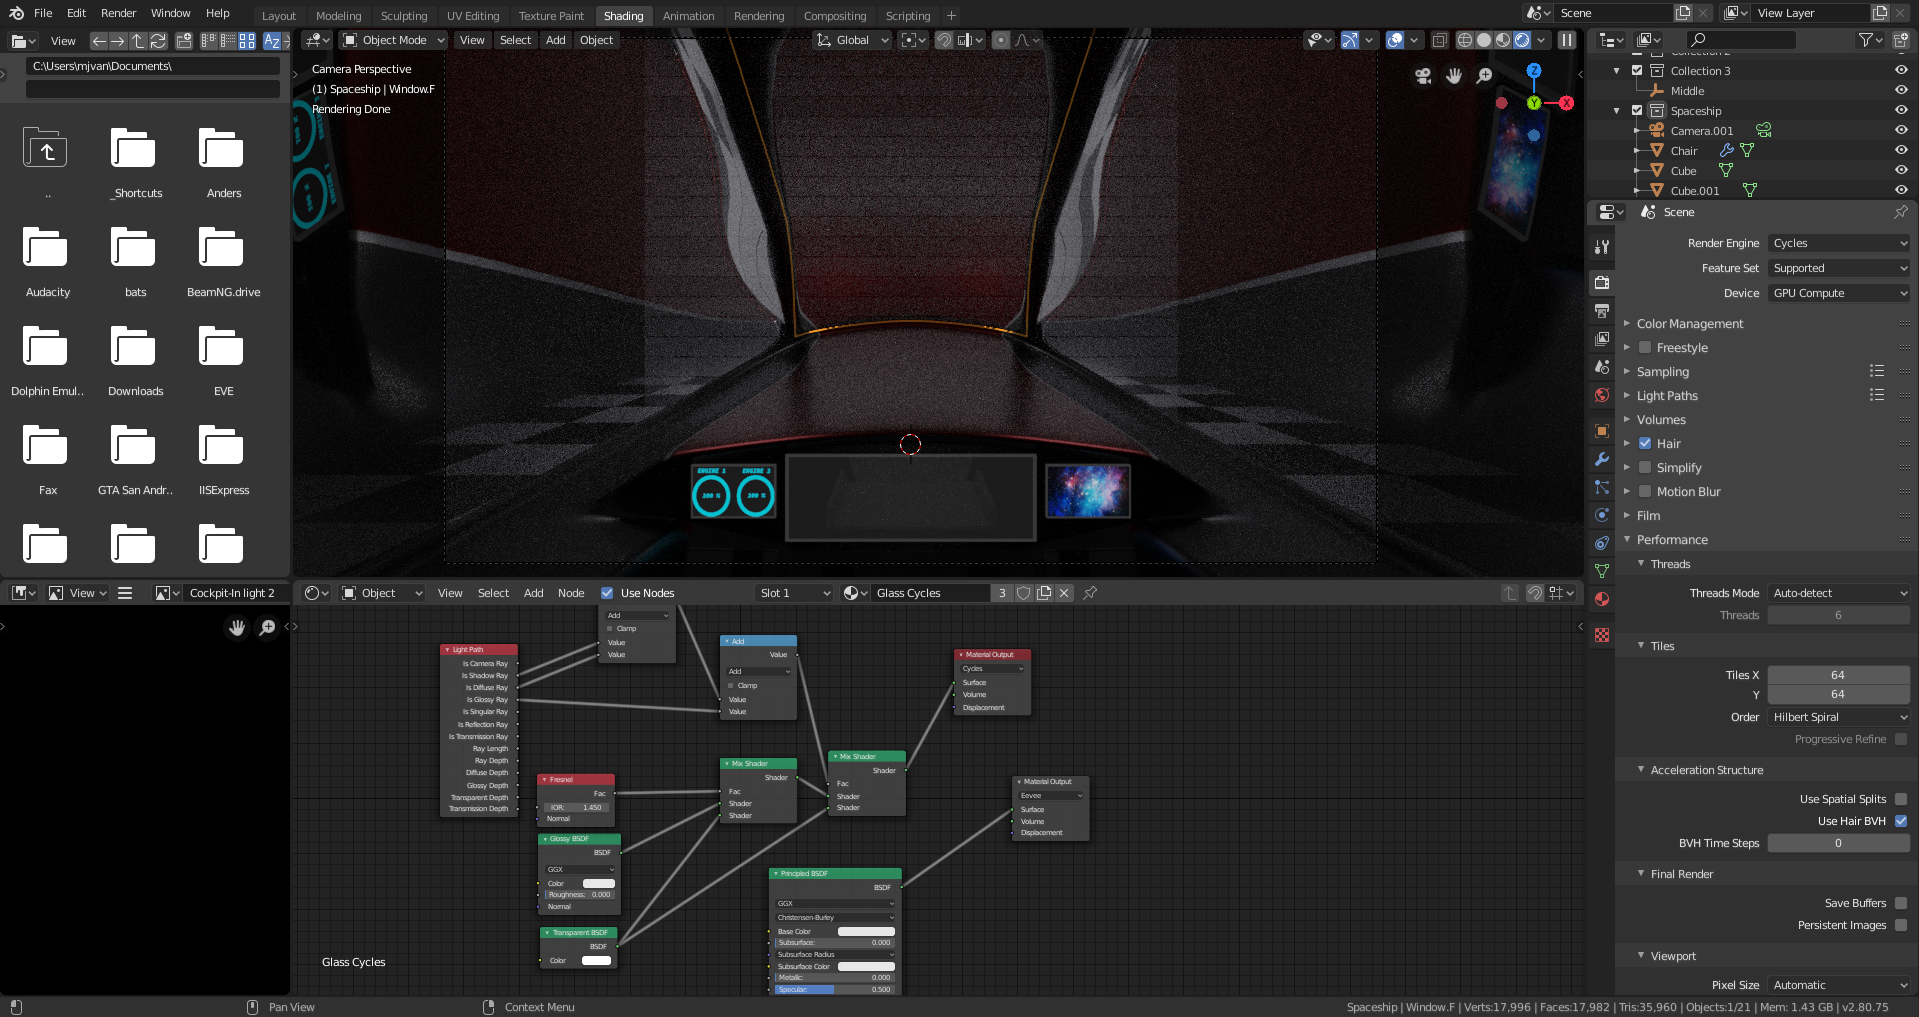 File Edit Render Window Help
Layout Modeling Sculpting UV Editing Texture Paint Shading Animation Rendering Compositing Scripting +
Scene
View Layer
View
C:\Users\mjvan\Documents\
..
_Shortcuts
Anders
Audacity
bats
BeamNG.drive
Dolphin Emul..
Downloads
EVE
Fax
GTA San Andr..
IISExpress
Object Mode View Select Add Object
Global
Camera Perspective
(1) Spaceship | Window.F
Rendering Done
Z
Y
X
ENGINE 1 ENGINE 2
100 % 100 %
Collection 3
Middle
Spaceship
Camera.001
Chair
Cube
Cube.001
Scene
Render Engine Cycles
Feature Set Supported
Device GPU Compute
Color Management
Freestyle
Sampling
Light Paths
Volumes
Hair
Simplify
Motion Blur
Film
Performance
Threads
Threads Mode Auto-detect
Threads 6
Tiles
Tiles X 64
Y 64
Order Hilbert Spiral
Progressive Refine
Acceleration Structure
Use Spatial Splits
Use Hair BVH
BVH Time Steps 0
Final Render
Save Buffers
Persistent Images
Viewport
Pixel Size Automatic
View
Cockpit-In light 2
Object View Select Add Node Use Nodes
Slot 1
Glass Cycles 3
Add
Clamp
Value
Value
Light Path
Is Camera Ray
Is Shadow Ray
Is Diffuse Ray
Is Glossy Ray
Is Singular Ray
Is Reflection Ray
Is Transmission Ray
Ray Length
Ray Depth
Diffuse Depth
Glossy Depth
Transparent Depth
Transmission Depth
Add
Value
Add
Clamp
Value
Value
Material Output
Cycles
Surface
Volume
Displacement
Fresnel
Fac
IOR: 1.450
Normal
Mix Shader
Shader
Fac
Shader
Shader
Mix Shader
Shader
Fac
Shader
Shader
Material Output
Eevee
Surface
Volume
Displacement
Glossy BSDF
BSDF
GGX
Color
Roughness: 0.000
Normal
Transparent BSDF
BSDF
Color
Principled BSDF
BSDF
GGX
Christensen-Burley
Base Color
Subsurface: 0.000
Subsurface Radius
Subsurface Color
Metallic: 0.000
Specular: 0.500
Glass Cycles
Pan View
Context Menu
Spaceship | Window.F | Verts:17,996 | Faces:17,982 | Tris:35,960 | Objects:1/21 | Mem: 1.43 GB | v2.80.75